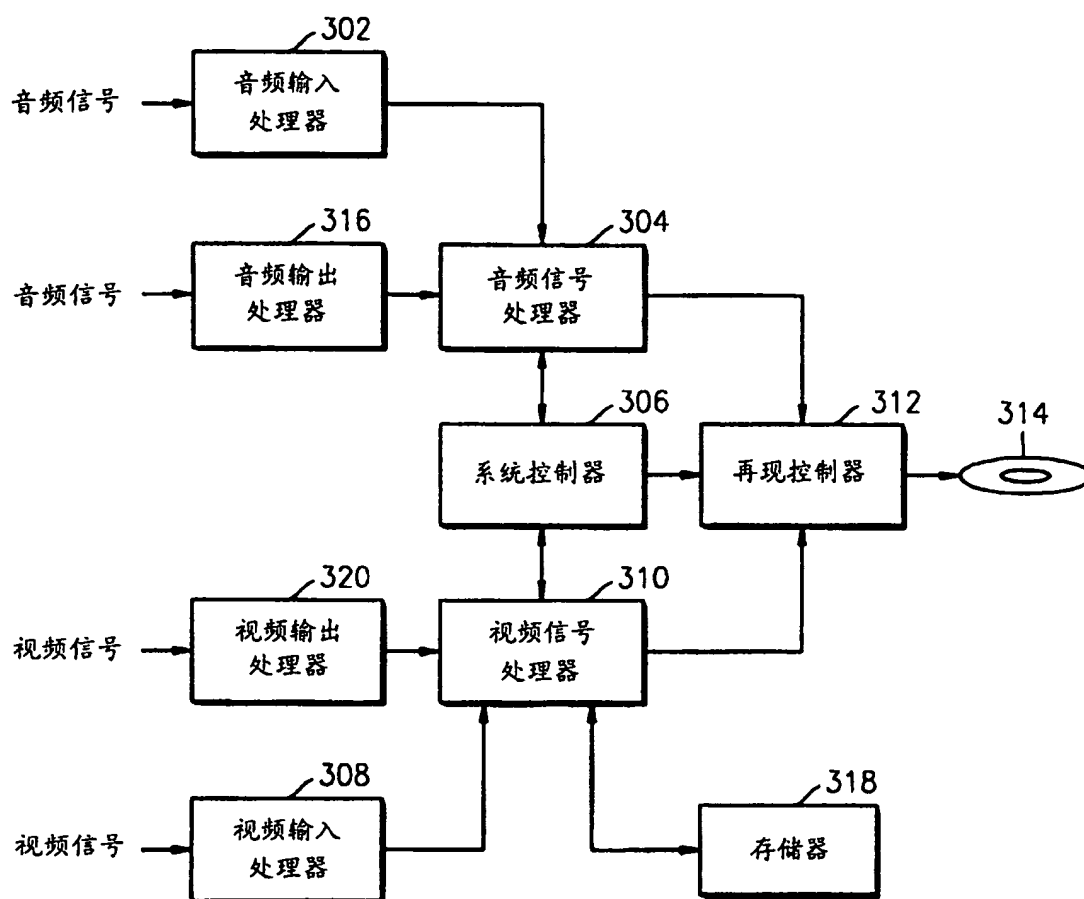 302
音频信号
音频输入
处理器
316
304
音频信号
音频输出
处理器
音频信号
处理器
306
312
314
系统控制器
再现控制器
320
310
视频信号
视频输出
处理器
视频信号
处理器
308
318
视频信号
视频输入
处理器
存储器